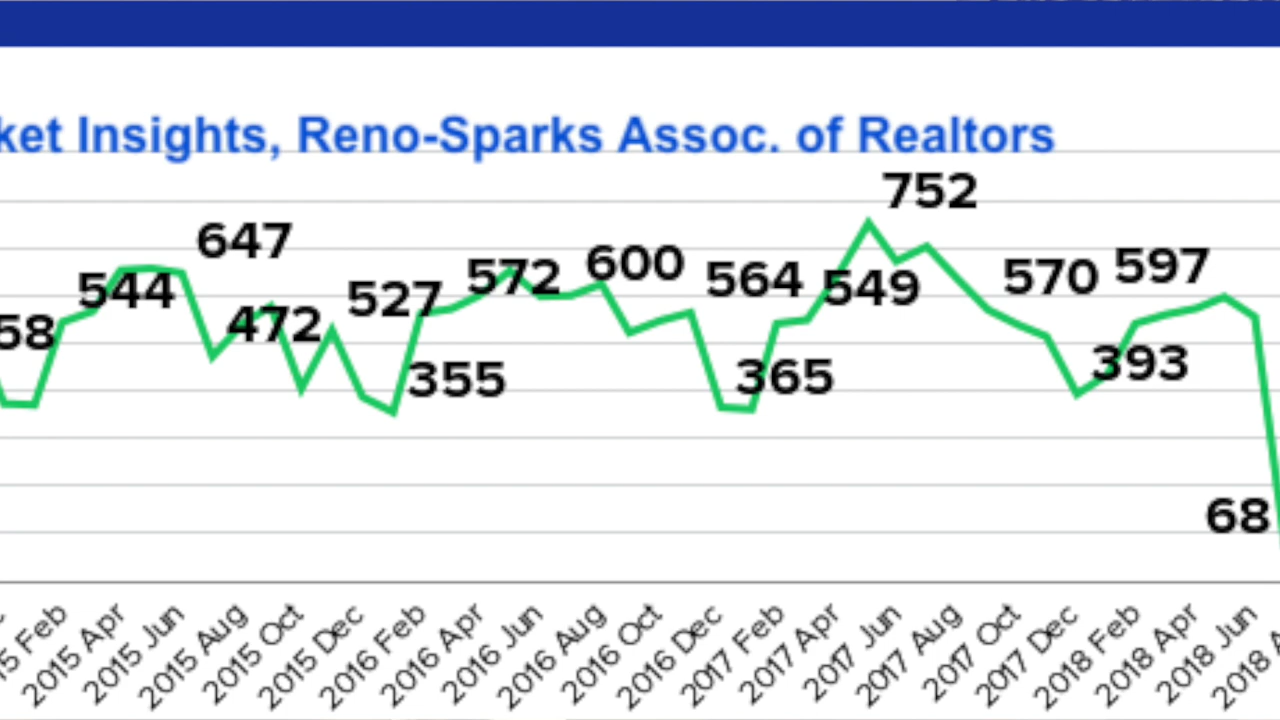 ket Insights, Reno-Sparks Assoc. of Realtors
752
647
600
597
572
570
564
544
549
527
58
472
393
355
365
68
15 Feb
2015 Apr
2015 Jun
2015 Aug
2015 Oct
2015 Dec
2016 Feb
2016 Apr
2016 Jun
2016 Aug
2016 Oct
2016 Dec
2017 Feb
2017 Apr
2017 Jun
2017 Aug
2017 Oct
2017 Dec
2018 Feb
2018 Apr
2018 Jun
2018 A